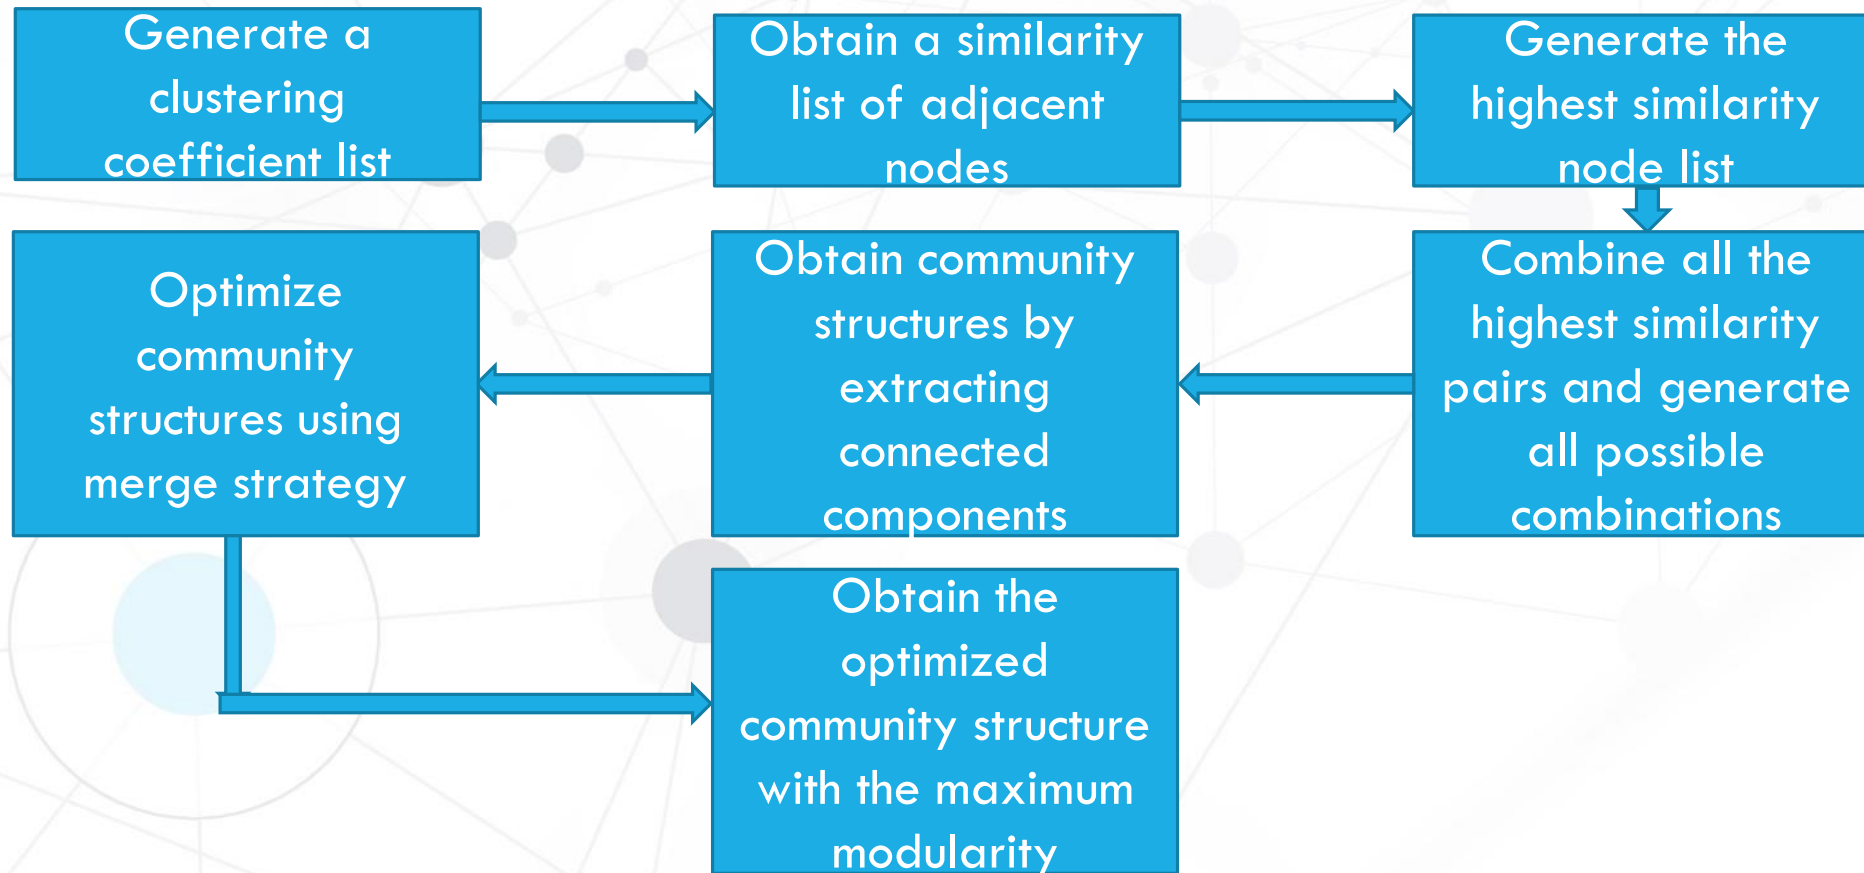 Generate a
clustering
coefficient list
Obtain a similarity
list of adjacent
nodes
Generate the
highest similarity
node list
Combine all the
highest similarity
pairs and generate
all possible
combinations
Obtain community
structures by
extracting
connected
components
Optimize
community
structures using
merge strategy
Obtain the
optimized
community structure
with the maximum
modularity